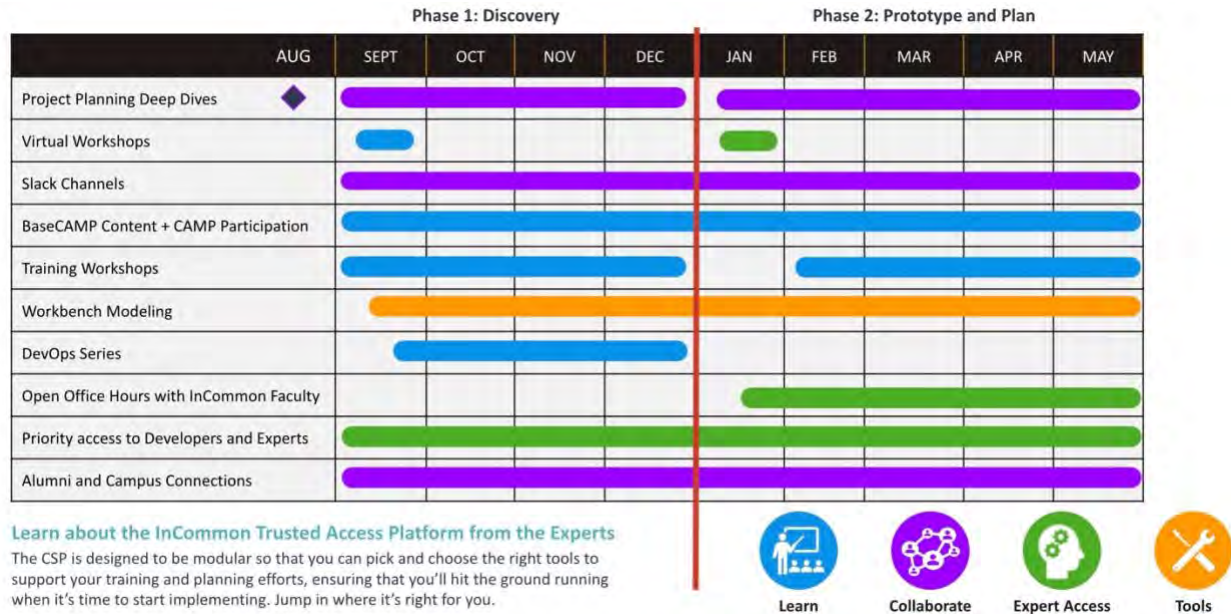 Phase 1: Discovery
Phase 2: Prototype and Plan
AUG SEPT OCT NOV DEC JAN FEB MAR APR MAY
Project Planning Deep Dives
Virtual Workshops
Slack Channels
BaseCAMP Content + CAMP Participation
Training Workshops
Workbench Modeling
DevOps Series
Open Office Hours with InCommon Faculty
Priority access to Developers and Experts
Alumni and Campus Connections
Learn about the InCommon Trusted Access Platform from the Experts
The CSP is designed to be modular so that you can pick and choose the right tools to
support your training and planning efforts, ensuring that you’ll hit the ground running
when it’s time to start implementing. Jump in where it’s right for you.
Learn
Collaborate
Expert Access
Tools